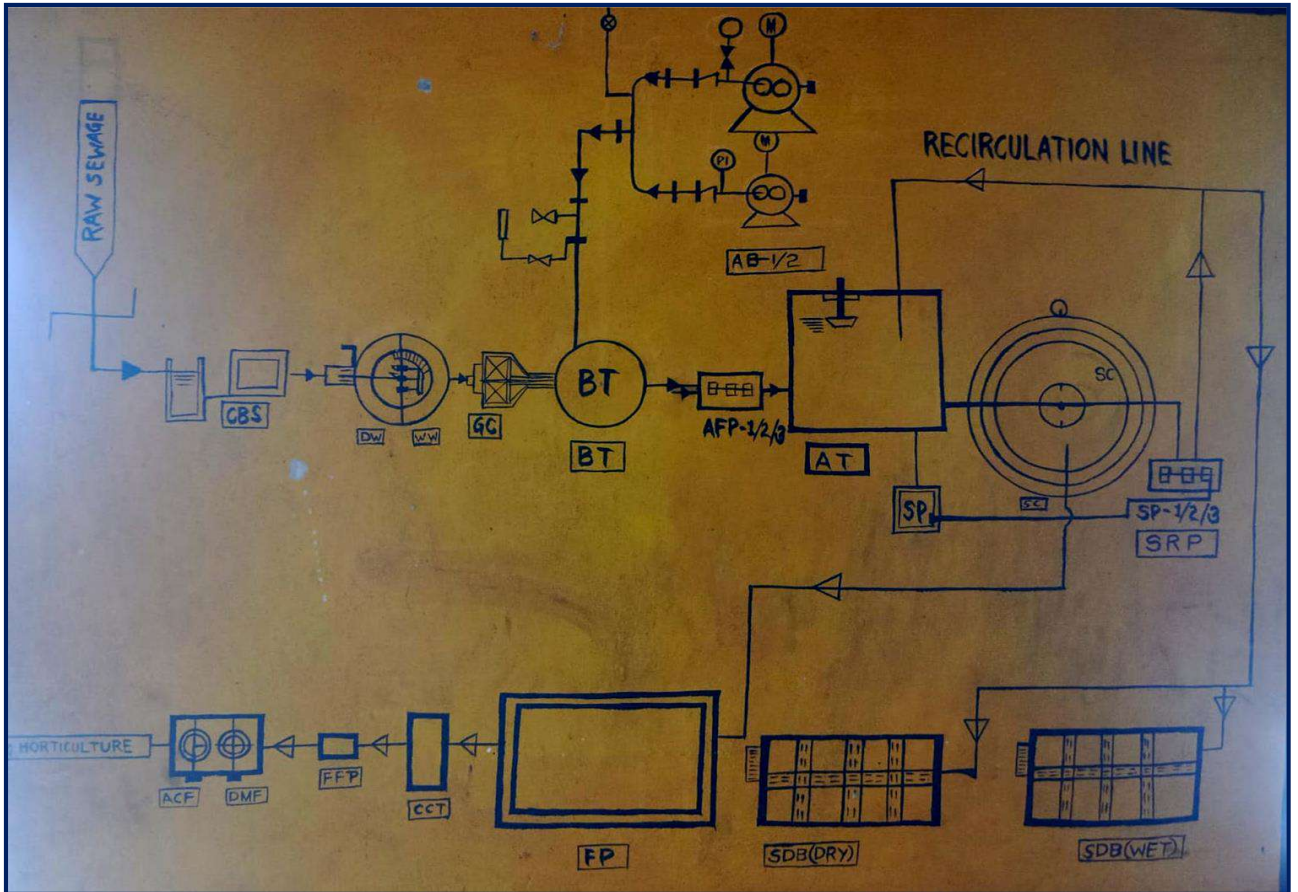 RAW SEWAGE
M
M
PI
AB-1/2
RECIRCULATION LINE
CBS
DW
WW
GC
BT
BT
AFP-1/2/3
AT
SC
SC
SP
SP-1/2/3
SRP
HORTICULTURE
ACF
DMF
FFP
CCT
FP
SDB(DRY)
SDB(WET)